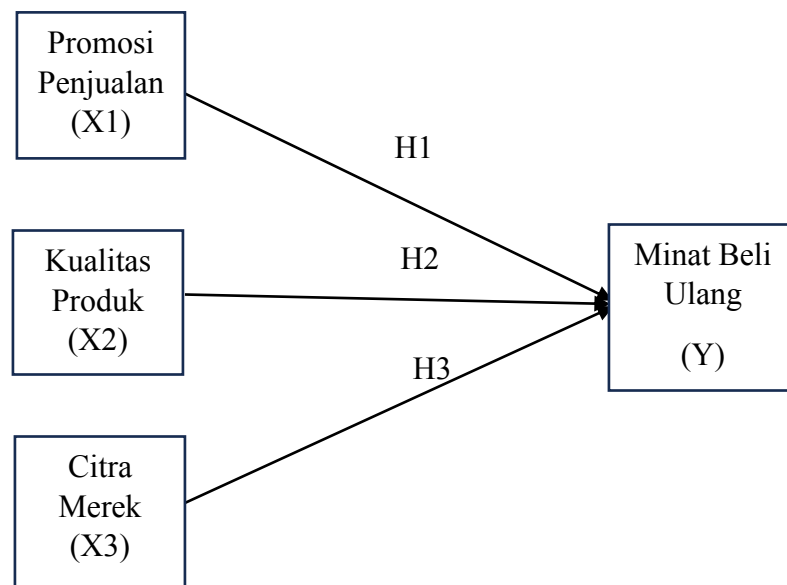 Promosi
Penjualan
(X1)
H1
Kualitas
Produk
(X2)
H2
Minat Beli
Ulang
(Y)
H3
Citra
Merek
(X3)